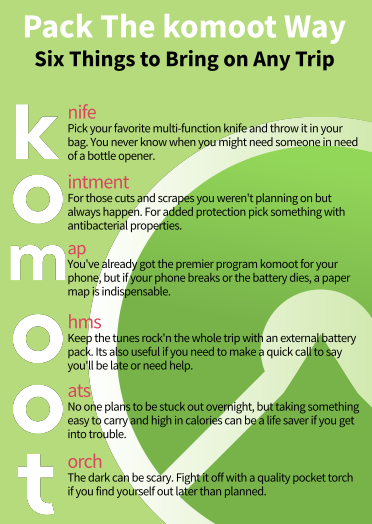 Pack The komoot Way
Six Things to Bring on Any Trip
knife
Pick your favorite multi-function knife and throw it in your
bag. You never know when you might need someone in need
of a bottle opener.
ointment
For those cuts and scrapes you weren't planning on but
always happen. For added protection pick something with
antibacterial properties.
map
You've already got the premier program komoot for your
phone, but if your phone breaks or the battery dies, a paper
map is indispensable.
ohms
Keep the tunes rock'n the whole trip with an external battery
pack. Its also useful if you need to make a quick call to say
you'll be late or need help.
oats
No one plans to be stuck out overnight, but taking something
easy to carry and high in calories can be a life saver if you get
into trouble.
torch
The dark can be scary. Fight it off with a quality pocket torch
if you find yourself out later than planned.